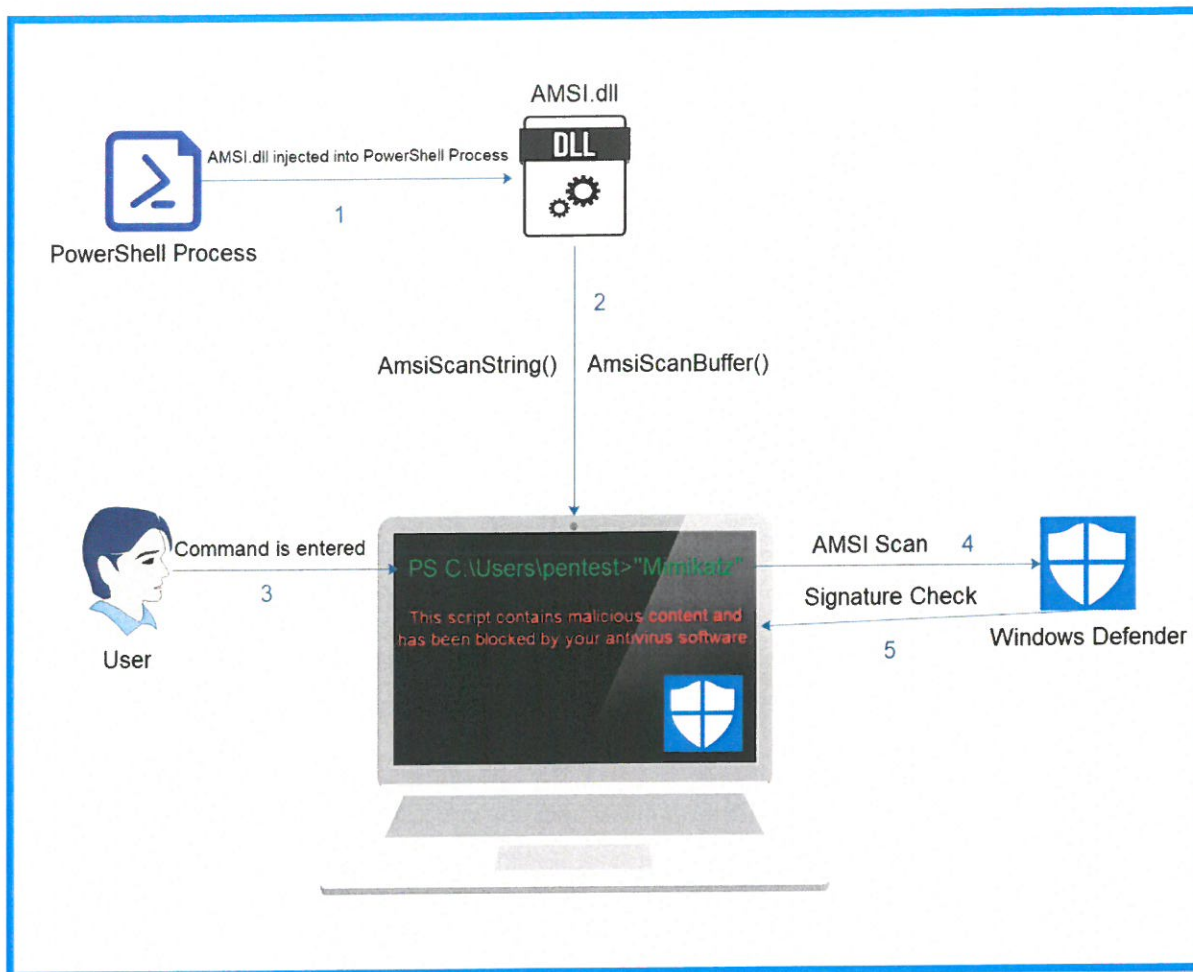 AMSI.dll
DLL
AMSI.dll injected into PowerShell Process
1
PowerShell Process
2
AmsiScanString()
AmsiScanBuffer()
Command is entered
3
User
PS C:\Users\pentest>"Mimikatz"
This script contains malicious content and
has been blocked by your antivirus software
AMSI Scan 4
Signature Check
5
Windows Defender